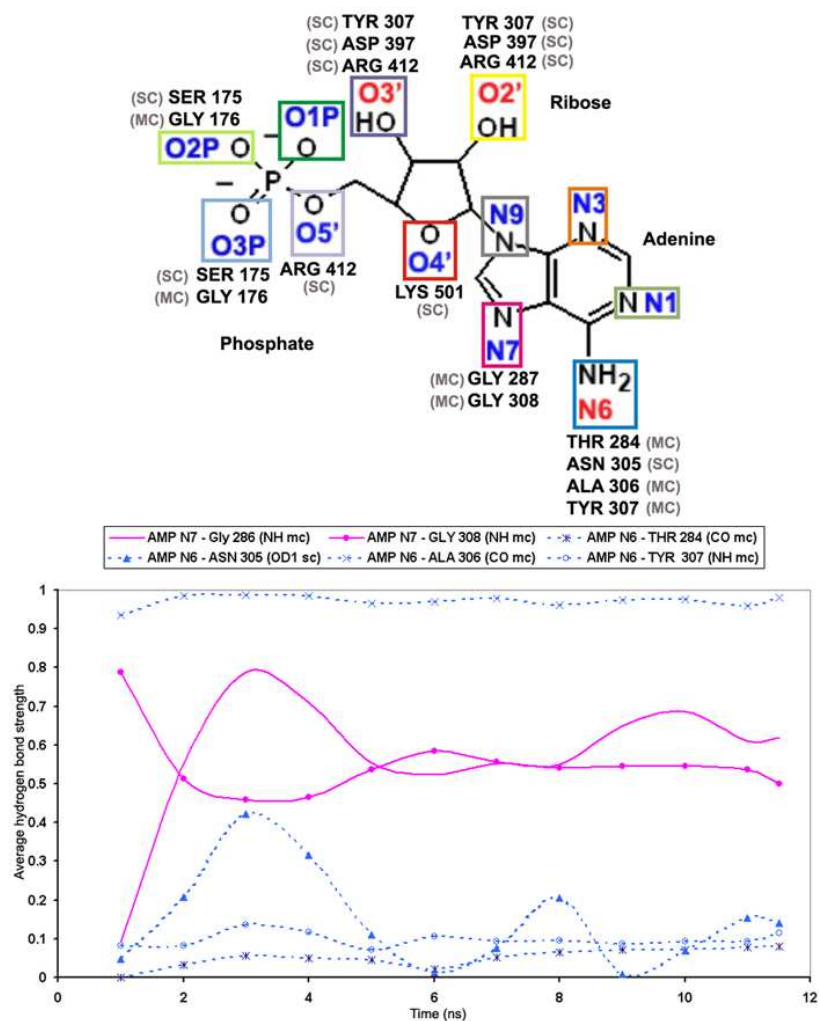 (SC) TYR 307
(SC) ASP 397
(SC) ARG 412
TYR 307 (SC)
ASP 397 (SC)
ARG 412 (SC)
O3’
HO
O2’
OH
Ribose
(SC) SER 175
(MC) GLY 176
O1P
O
O2P O
P
O
O3P
O
O5’
O
O4’
N9
N
N3
N
Adenine
N N1
(SC) SER 175
(MC) GLY 176
ARG 412
(SC)
LYS 501
(SC)
N
N7
Phosphate
(MC) GLY 287
(MC) GLY 308
NH2
N6
THR 284 (MC)
ASN 305 (SC)
ALA 306 (MC)
TYR 307 (MC)
AMP N7 - Gly 286 (NH mc) AMP N7 - GLY 308 (NH mc) AMP N6 - THR 284 (CO mc)
AMP N6 - ASN 305 (OD1 sc) AMP N6 - ALA 306 (CO mc) AMP N6 - TYR 307 (NH mc)
Average hydrogen bond strength
1
0.9
0.8
0.7
0.6
0.5
0.4
0.3
0.2
0.1
0
0 2 4 6 8 10 12
Time (ns)